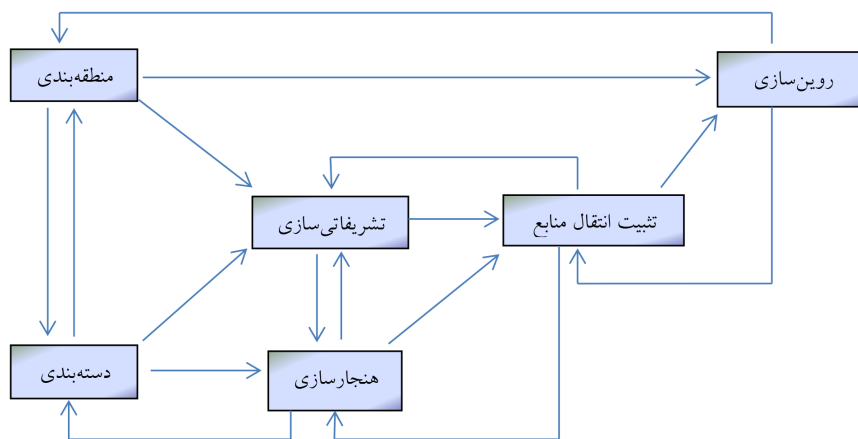 منطقه‌بندی
روین‌سازی
تشریفاتی‌سازی
تثبیت انتقال منابع
دسته‌بندی
هنجارسازی